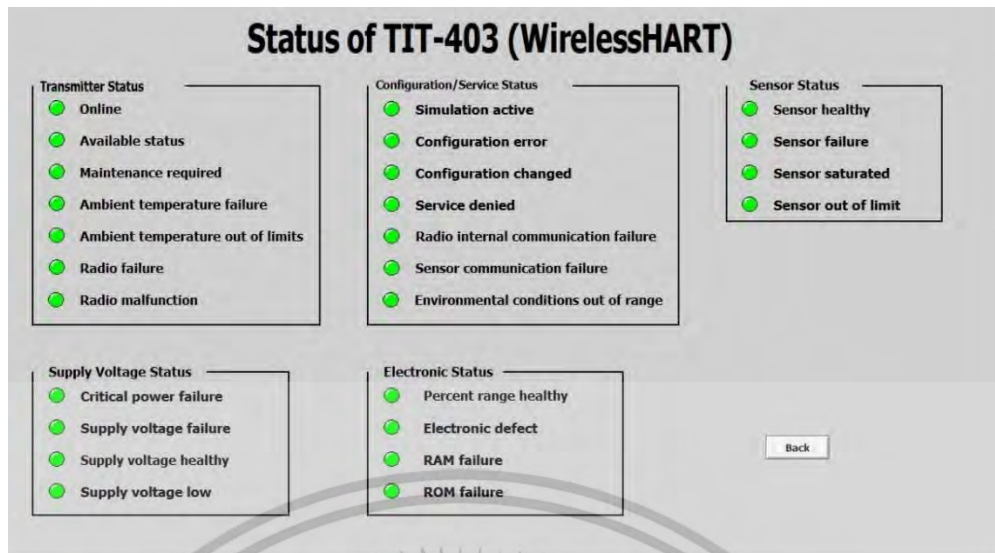 Status of TIT-403 (WirelessHART)
Transmitter Status
Online
Available status
Maintenance required
Ambient temperature failure
Ambient temperature out of limits
Radio failure
Radio malfunction
Configuration/Service Status
Simulation active
Configuration error
Configuration changed
Service denied
Radio internal communication failure
Sensor communication failure
Environmental conditions out of range
Sensor Status
Sensor healthy
Sensor failure
Sensor saturated
Sensor out of limit
Supply Voltage Status
Critical power failure
Supply voltage failure
Supply voltage healthy
Supply voltage low
Electronic Status
Percent range healthy
Electronic defect
RAM failure
ROM failure
Back